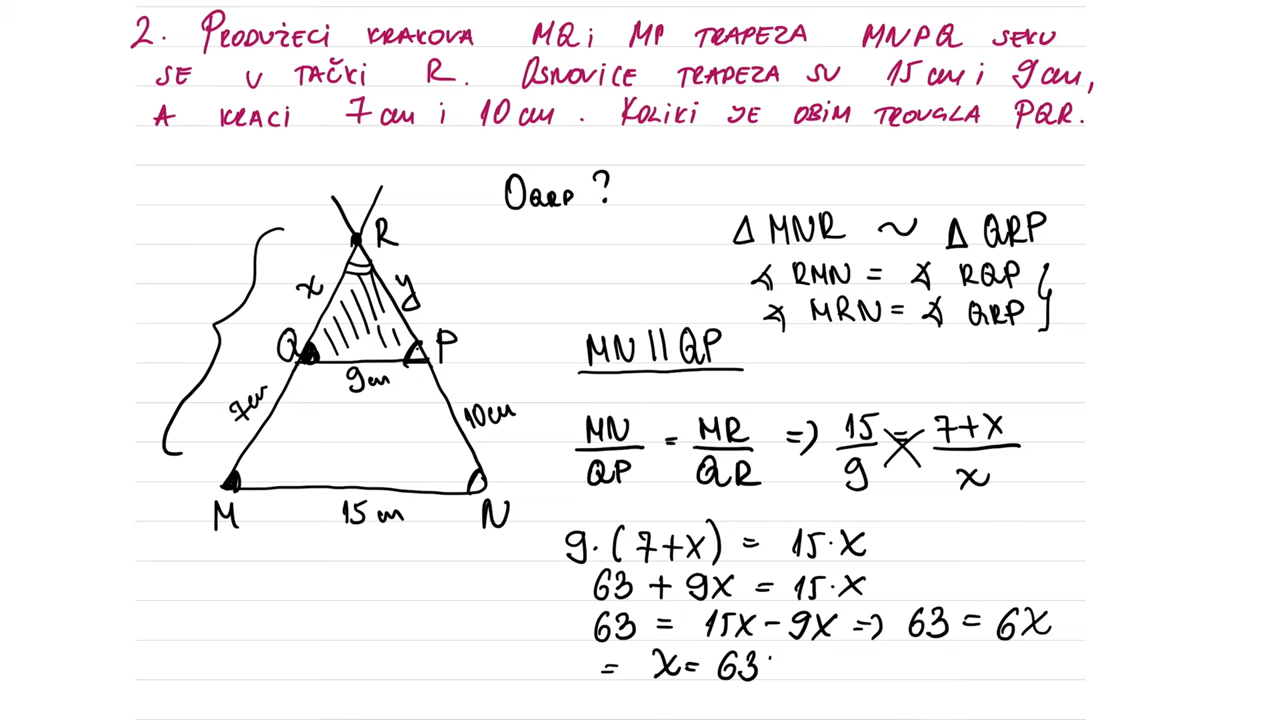 2. PRODUŽECI KRAKOVA MQ i MP TRAPEZA MNPQ SEKU
SE U TAČKI R. OSNOVICE TRAPEZA SU 15 cm i 9 cm,
A KRACI 7 cm i 10 cm. KOLIKI JE OBIM TROUGLA PQR.
OQRP ?
R
x
y
Q
P
9 cm
7 cm
10 cm
M
15 cm
N
Δ MNR ~ Δ QRP
∢ RMN = ∢ RQP
∢ MRN = ∢ QRP
MN || QP
MN/QP = MR/QR => 15/9 = 7+x/x
9·(7+x) = 15·x
63 + 9x = 15·x
63 = 15x - 9x => 63 = 6x
= x = 63·